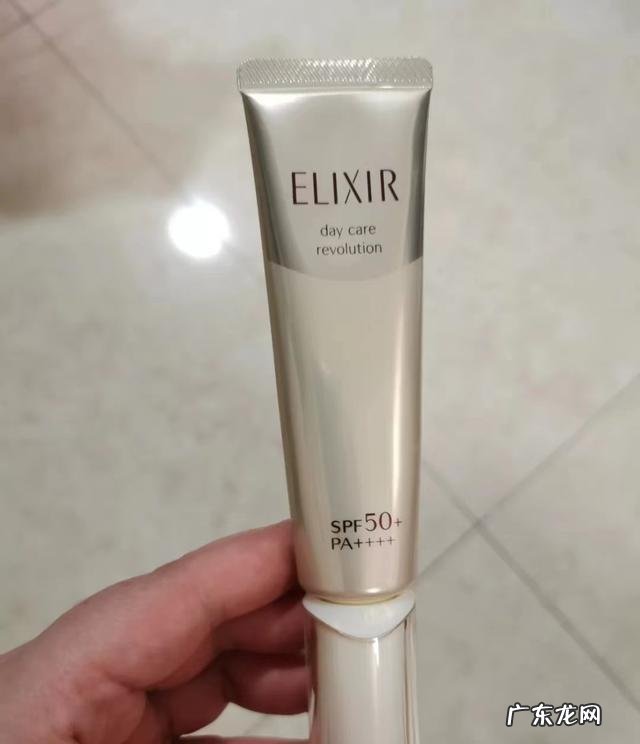 ELIXIR
day care
revolution
SPF50+
PA++++
广东龙网